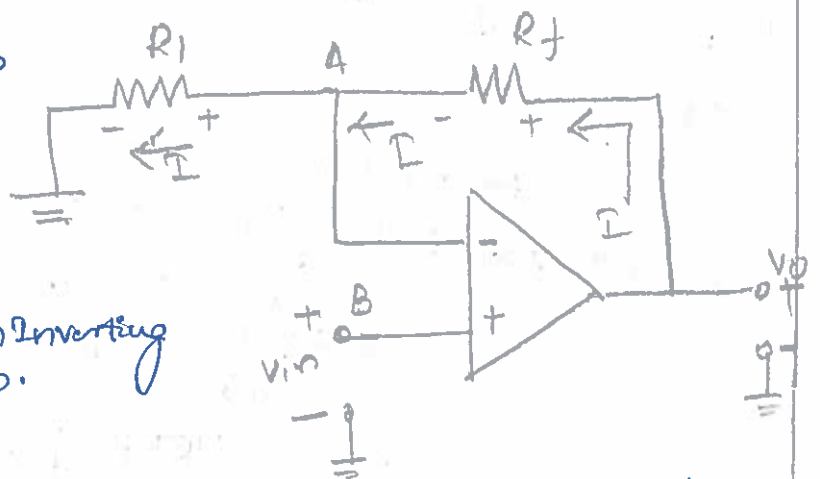 R1 A Rf
- + - +
I I I
-
+ B + Vo +
Vin -
-
Inverting